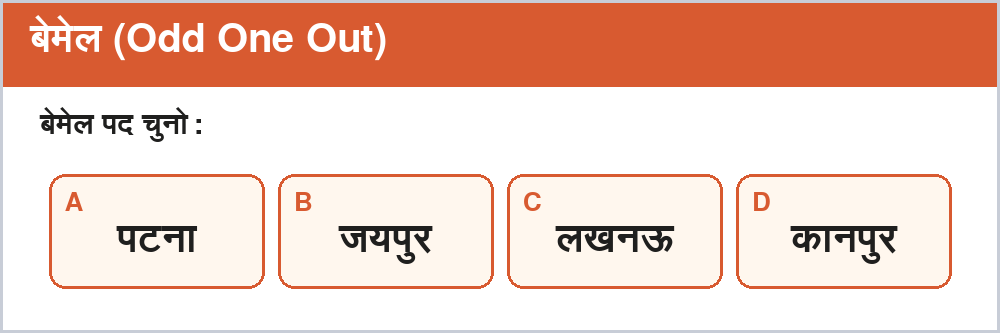 बेमेल (Odd One Out)
बेमेल पद चुनो :
A
पटना
B
जयपुर
C
लखनऊ
D
कानपुर